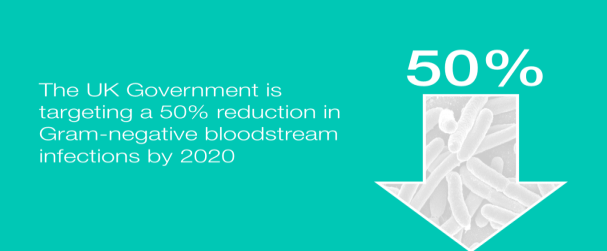 The UK Government is
targeting a 50% reduction in
Gram-negative bloodstream
infections by 2020
50%